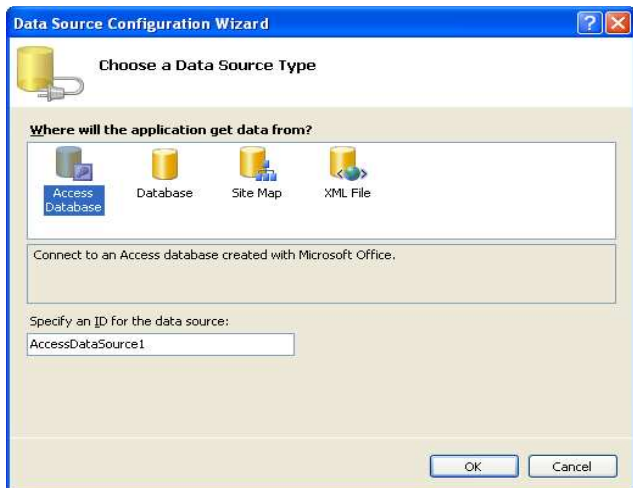 Data Source Configuration Wizard
Choose a Data Source Type
Where will the application get data from?
Access Database
Database
Site Map
XML File
Connect to an Access database created with Microsoft Office.
Specify an ID for the data source:
AccessDataSource1
OK
Cancel